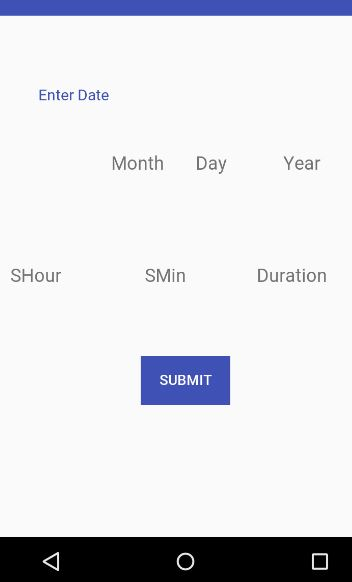 Enter Date
Month Day Year
SHour SMin Duration
SUBMIT